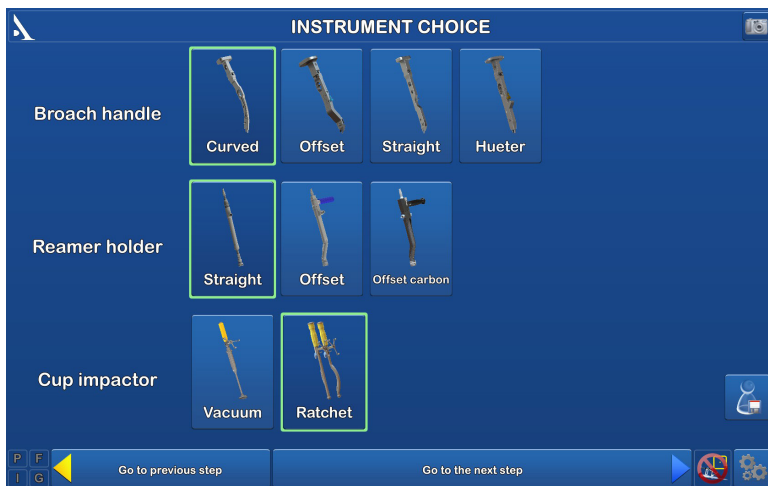 INSTRUMENT CHOICE
Broach handle
Curved
Offset
Straight
Hueter
Reamer holder
Straight
Offset
Offset carbon
Cup impactor
Vacuum
Ratchet
P F
I G
Go to previous step
Go to the next step